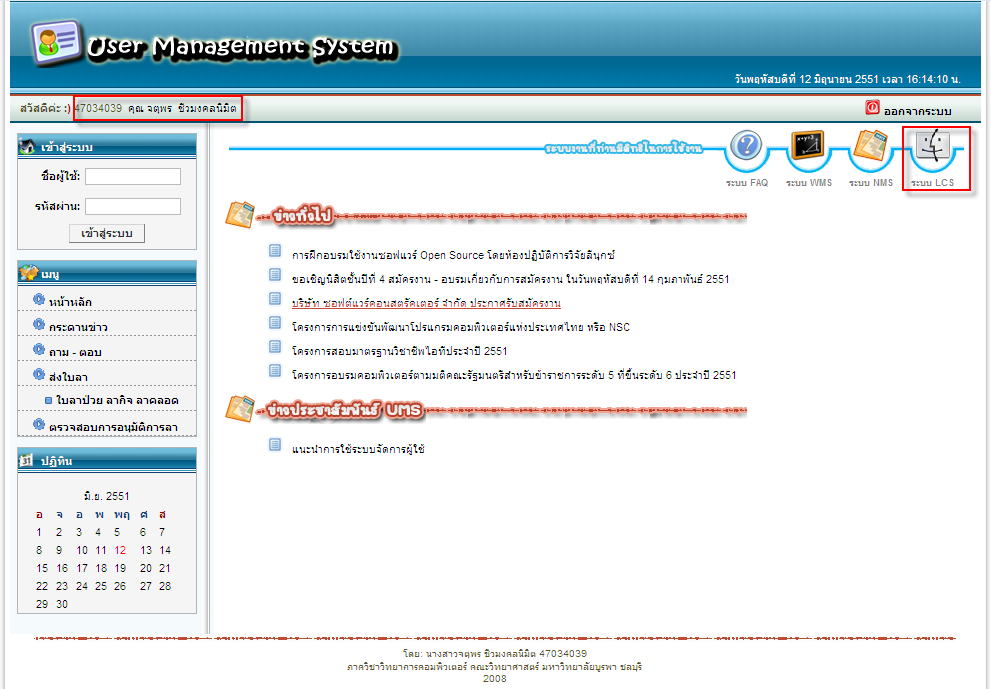 User Management System
วันพฤหัสบดีที่ 12 มิถุนายน 2551 เวลา 16:14:10 น.
สวัสดีค่ะ :) 47034039 คุณ จตุพร ชิวมงคลนิมิต
ออกจากระบบ
เข้าสู่ระบบ
ชื่อผู้ใช้:
รหัสผ่าน:
เข้าสู่ระบบ
เมนู
หน้าหลัก
กระดานข่าว
ถาม - ตอบ
ส่งใบลา
ใบลาป่วย ลากิจ ลาคลอด
ตรวจสอบการอนุมัติการลา
ปฏิทิน
มิ.ย. 2551
อ จ อ พ พฤ ศ ส
1 2 3 4 5 6 7
8 9 10 11 12 13 14
15 16 17 18 19 20 21
22 23 24 25 26 27 28
29 30
ระบบงานที่ท่านมีสิทธิในการใช้งาน
ระบบ FAQ
ระบบ WMS
ระบบ NMS
ระบบ LCS
ข่าวทั่วไป
การฝึกอบรมใช้งานซอฟแวร์ Open Source โดยห้องปฏิบัติการวิจัยลินุกซ์
ขอเชิญนิสิตชั้นปีที่ 4 สมัครงาน - อบรมเกี่ยวกับการสมัครงาน ในวันพฤหัสบดีที่ 14 กุมภาพันธ์ 2551
บริษัท ซอฟต์แวร์คอนสตรัคเตอร์ จำกัด ประกาศรับสมัครงาน
โครงการการแข่งขันพัฒนาโปรแกรมคอมพิวเตอร์แห่งประเทศไทย หรือ NSC
โครงการสอบมาตรฐานวิชาชีพไอทีประจำปี 2551
โครงการอบรมคอมพิวเตอร์ตามมติคณะรัฐมนตรีสำหรับข้าราชการระดับ 5 ที่ขึ้นระดับ 6 ประจำปี 2551
ข่าวประชาสัมพันธ์ UMS
แนะนำการใช้ระบบจัดการผู้ใช้
โดย: นางสาวจตุพร ชิวมงคลนิมิต 47034039
ภาควิชาวิทยาการคอมพิวเตอร์ คณะวิทยาศาสตร์ มหาวิทยาลัยบูรพา ชลบุรี
2008